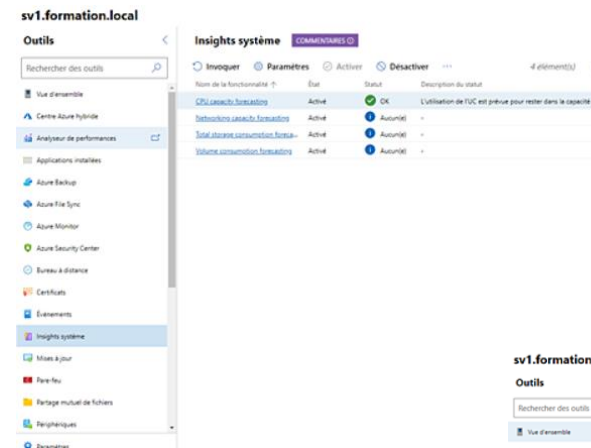 sv1.formation.local
Outils
Rechercher des outils
Vue d'ensemble
Centre Azure hybride
Analyseur de performances
Applications installées
Azure Backup
Azure File Sync
Azure Monitor
Azure Security Center
Bureau à distance
Certificats
Événements
Insights système
Mises à jour
Pare-feu
Partage mutuel de fichiers
Périphériques
Paramètres
Insights système COMMENTAIRES
Invoquer Paramètres Activer Désactiver ... 4 élément(s)
Nom de la fonctionnalité ↑ État Statut Description du statut
CPU capacity forecasting Activé OK L'utilisation de l'UC est prévue pour rester dans la capacité
Networking capacity forecasting Activé Aucun(e) -
Total storage consumption foreca... Activé Aucun(e) -
Volume consumption forecasting Activé Aucun(e) -
sv1.formation
Outils
Rechercher des outils
Vue d'ensemble